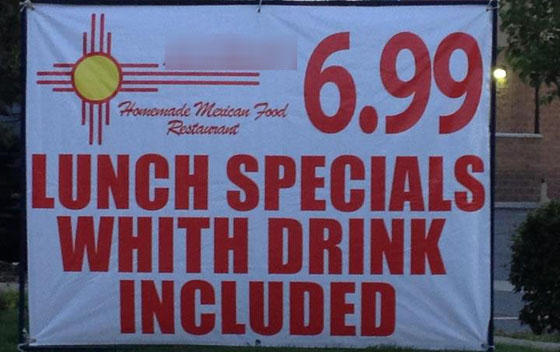 6.99
Homemade Mexican Food
Restaurant
LUNCH SPECIALS
WHITH DRINK
INCLUDED